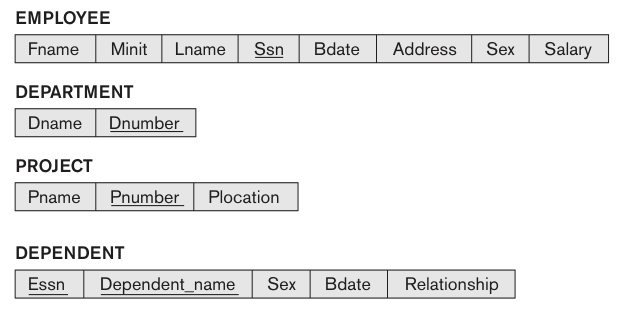 EMPLOYEE
Fname Minit Lname Ssn Bdate Address Sex Salary
DEPARTMENT
Dname Dnumber
PROJECT
Pname Pnumber Plocation
DEPENDENT
Essn Dependent_name Sex Bdate Relationship